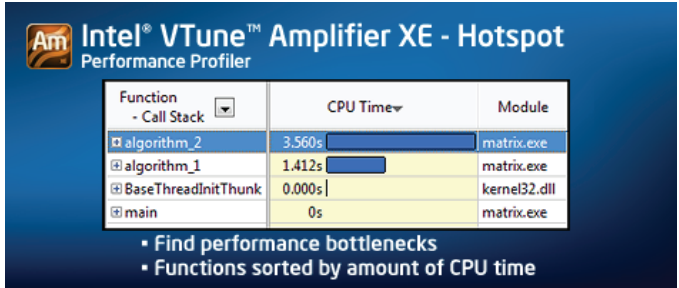 Am
Intel® VTune™ Amplifier XE - Hotspot
Performance Profiler
Function
- Call Stack
CPU Time
Module
algorithm_2 3.560s matrix.exe
algorithm_1 1.412s matrix.exe
BaseThreadInitThunk 0.000s kernel32.dll
main 0s matrix.exe
▪ Find performance bottlenecks
▪ Functions sorted by amount of CPU time